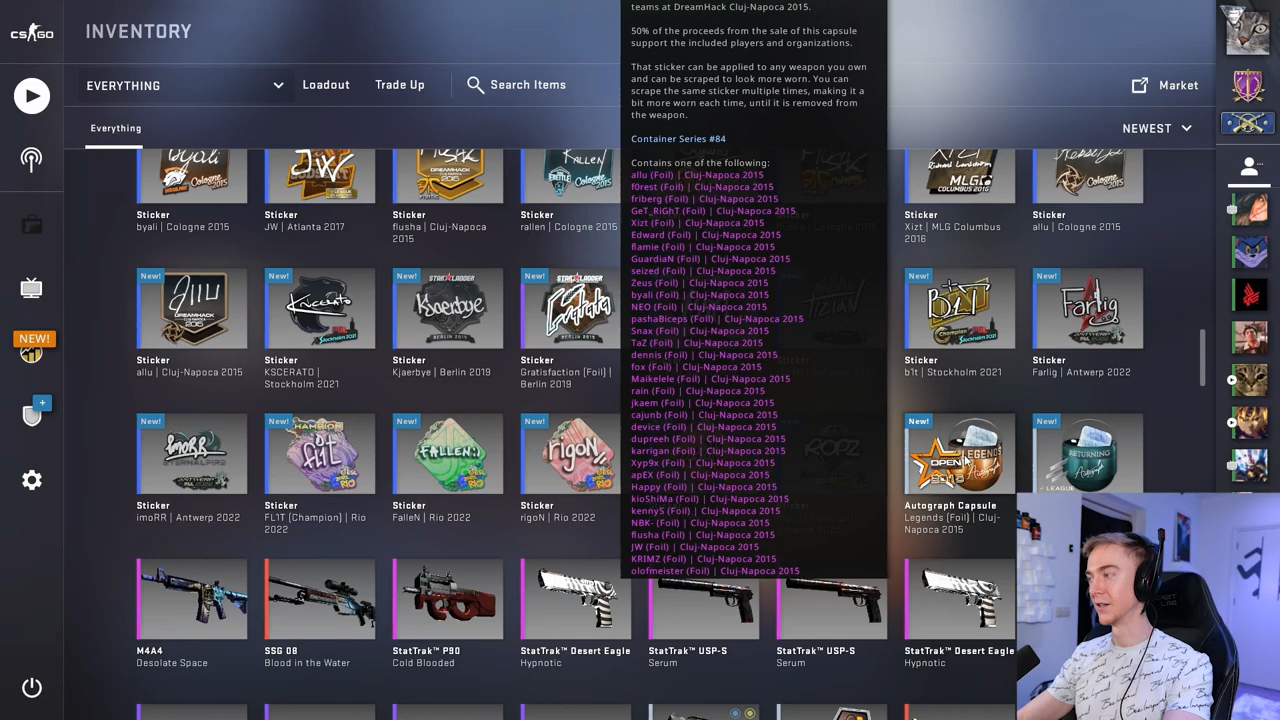 CS GO
INVENTORY
EVERYTHING
Loadout
Trade Up
Search Items
Market
Everything
NEWEST
teams at DreamHack Cluj-Napoca 2015.
50% of the proceeds from the sale of this capsule
support the included players and organizations.
That sticker can be applied to any weapon you own
and can be scraped to look more worn. You can
scrape the same sticker multiple times, making it a
bit more worn each time, until it is removed from
the weapon.
Container Series #84
Contains one of the following:
allu (Foil) | Cluj-Napoca 2015
f0rest (Foil) | Cluj-Napoca 2015
friberg (Foil) | Cluj-Napoca 2015
GeT_RiGhT (Foil) | Cluj-Napoca 2015
Xizt (Foil) | Cluj-Napoca 2015
Edward (Foil) | Cluj-Napoca 2015
flamie (Foil) | Cluj-Napoca 2015
GuardiaN (Foil) | Cluj-Napoca 2015
seized (Foil) | Cluj-Napoca 2015
Zeus (Foil) | Cluj-Napoca 2015
byali (Foil) | Cluj-Napoca 2015
NEO (Foil) | Cluj-Napoca 2015
pashaBiceps (Foil) | Cluj-Napoca 2015
Snax (Foil) | Cluj-Napoca 2015
TaZ (Foil) | Cluj-Napoca 2015
dennis (Foil) | Cluj-Napoca 2015
fox (Foil) | Cluj-Napoca 2015
Maikelele (Foil) | Cluj-Napoca 2015
rain (Foil) | Cluj-Napoca 2015
jkaem (Foil) | Cluj-Napoca 2015
cajunb (Foil) | Cluj-Napoca 2015
device (Foil) | Cluj-Napoca 2015
dupreeh (Foil) | Cluj-Napoca 2015
karrigan (Foil) | Cluj-Napoca 2015
Xyp9x (Foil) | Cluj-Napoca 2015
apEX (Foil) | Cluj-Napoca 2015
Happy (Foil) | Cluj-Napoca 2015
kioShiMa (Foil) | Cluj-Napoca 2015
kennyS (Foil) | Cluj-Napoca 2015
NBK- (Foil) | Cluj-Napoca 2015
flusha (Foil) | Cluj-Napoca 2015
JW (Foil) | Cluj-Napoca 2015
KRIMZ (Foil) | Cluj-Napoca 2015
olofmeister (Foil) | Cluj-Napoca 2015
Sticker
byali | Cologne 2015
Sticker
JW | Atlanta 2017
Sticker
flusha | Cluj-Napoca
2015
Sticker
rallen | Cologne 2015
Sticker
Xizt | MLG Columbus
2016
Sticker
allu | Cologne 2015
New!
New!
New!
New!
New!
New!
Sticker
allu | Cluj-Napoca 2015
Sticker
KSCERATO |
Stockholm 2021
Sticker
Kjaerbye | Berlin 2019
Sticker
Gratisfaction (Foil) |
Berlin 2019
Sticker
b1t | Stockholm 2021
Sticker
Farlig | Antwerp 2022
NEW!
+
New!
New!
New!
New!
New!
New!
Sticker
imoRR | Antwerp 2022
Sticker
FL1T (Champion) | Rio
2022
Sticker
FalleN | Rio 2022
Sticker
rigoN | Rio 2022
Autograph Capsule
Legends (Foil) | Cluj-
Napoca 2015
M4A4
Desolate Space
SSG 08
Blood in the Water
StatTrak™ P90
Cold Blooded
StatTrak™ Desert Eagle
Hypnotic
StatTrak™ USP-S
Serum
StatTrak™ USP-S
Serum
StatTrak™ Desert Eagle
Hypnotic